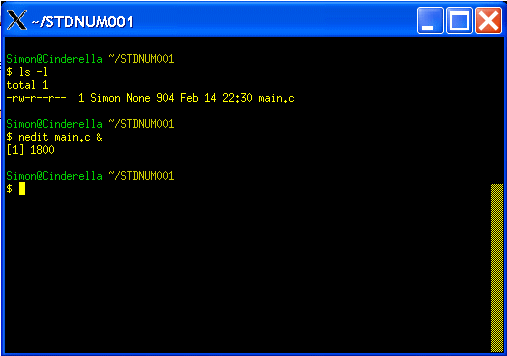 ~/STDNUM001
Simon@Cinderella ~/STDNUM001
$ ls -l
total 1
-rw-r--r--  1 Simon None 904 Feb 14 22:30 main.c
Simon@Cinderella ~/STDNUM001
$ nedit main.c &
[1] 1800
Simon@Cinderella ~/STDNUM001
$